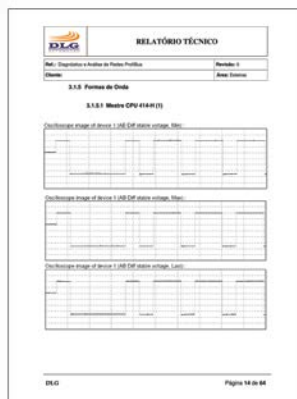 DLG
RELATÓRIO TÉCNICO
Ref.: Diagnóstico e Análise de Redes Profibus
Revisão: 0
Cliente:
Área: Externa
3.1.5 Formas de Onda
3.1.5.1 Mestre CPU 414-H (1)
Oscilloscope image of device 1 (AB Diff stable voltage, Min):
Oscilloscope image of device 1 (AB Diff stable voltage, Max):
Oscilloscope image of device 1 (AB Diff stable voltage, Last):
DLG
Página 14 de 64